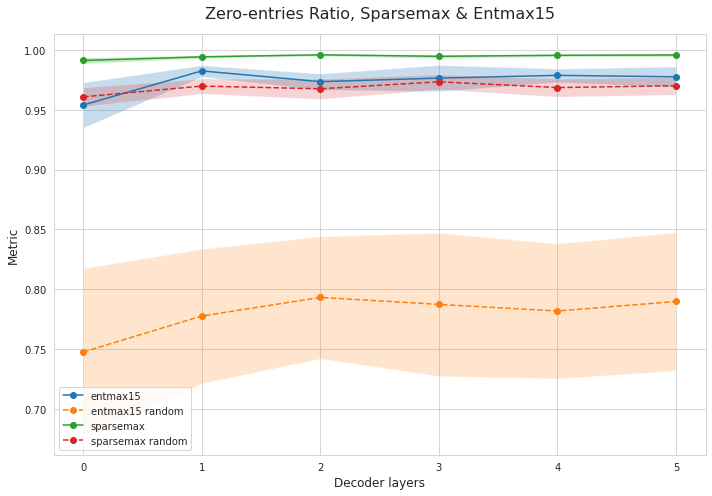 Zero-entries Ratio, Sparsemax & Entmax15
Metric
1.00
0.95
0.90
0.85
0.80
0.75
0.70
entmax15
entmax15 random
sparsemax
sparsemax random
0 1 2 3 4 5
Decoder layers